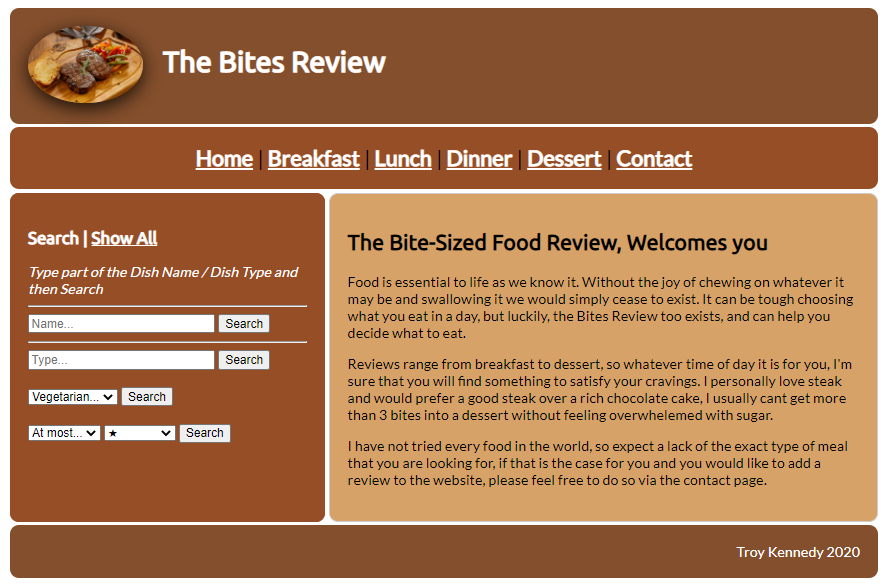 The Bites Review
Home | Breakfast | Lunch | Dinner | Dessert | Contact
Search | Show All
Type part of the Dish Name / Dish Type and
then Search
Name... Search
Type... Search
Vegetarian... Search
At most... ★ Search
The Bite-Sized Food Review, Welcomes you
Food is essential to life as we know it. Without the joy of chewing on whatever it
may be and swallowing it we would simply cease to exist. It can be tough choosing
what you eat in a day, but luckily, the Bites Review too exists, and can help you
decide what to eat.
Reviews range from breakfast to dessert, so whatever time of day it is for you, I'm
sure that you will find something to satisfy your cravings. I personally love steak
and would prefer a good steak over a rich chocolate cake, I usually cant get more
than 3 bites into a dessert without feeling overwhelemed with sugar.
I have not tried every food in the world, so expect a lack of the exact type of meal
that you are looking for, if that is the case for you and you would like to add a
review to the website, please feel free to do so via the contact page.
Troy Kennedy 2020